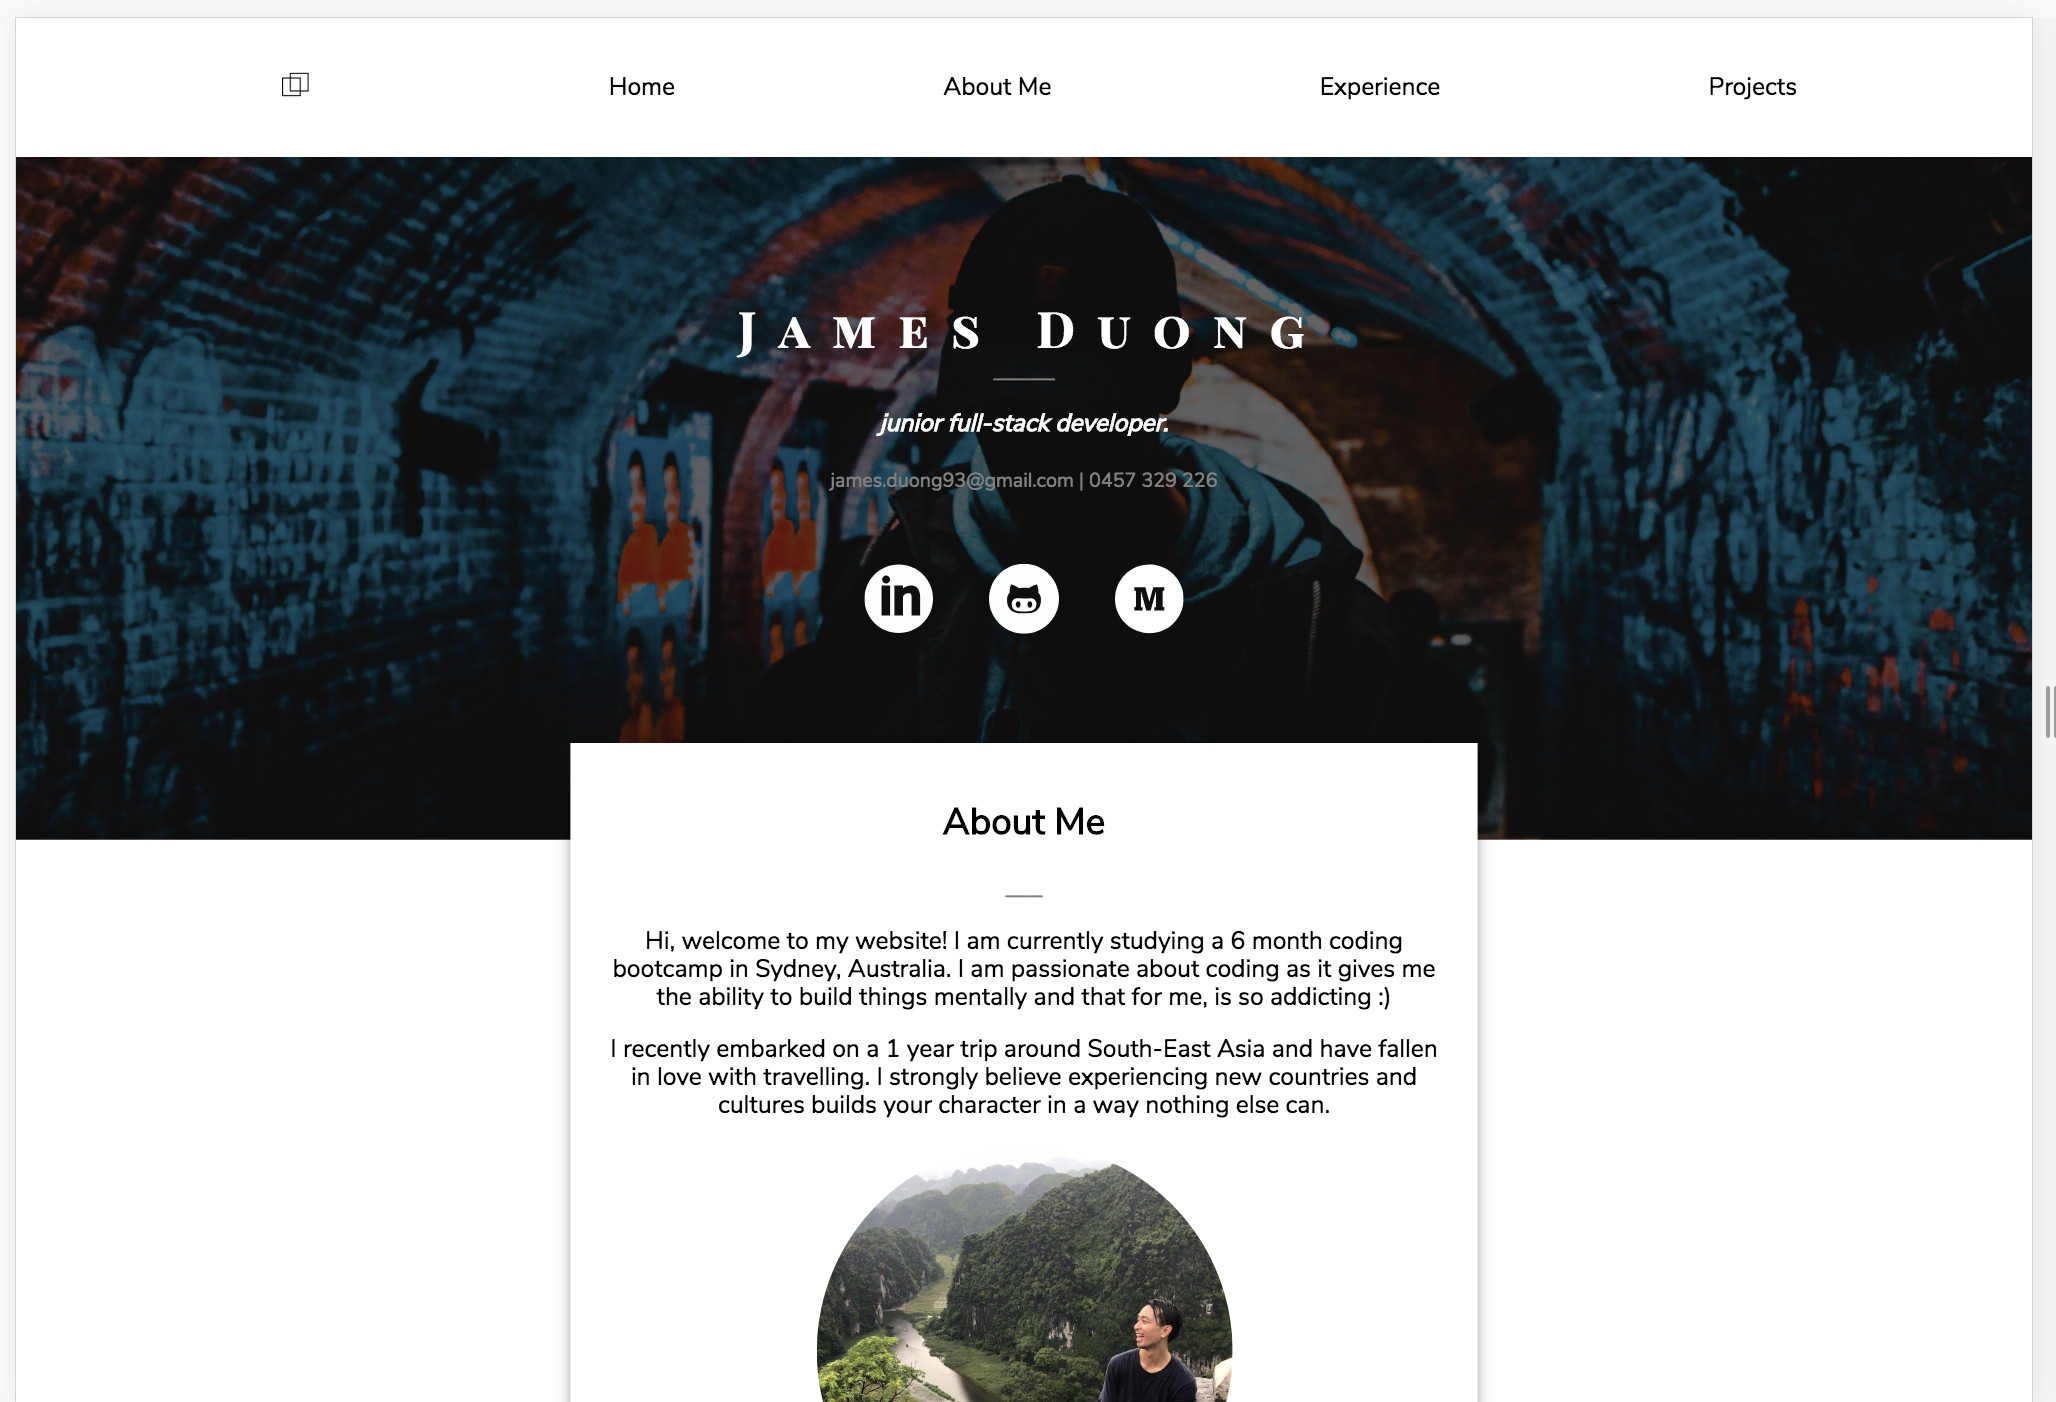 Home About Me Experience Projects
James Duong
junior full-stack developer.
james.duong93@gmail.com | 0457 329 226
in M
About Me
Hi, welcome to my website! I am currently studying a 6 month coding
bootcamp in Sydney, Australia. I am passionate about coding as it gives me
the ability to build things mentally and that for me, is so addicting :)
I recently embarked on a 1 year trip around South-East Asia and have fallen
in love with travelling. I strongly believe experiencing new countries and
cultures builds your character in a way nothing else can.